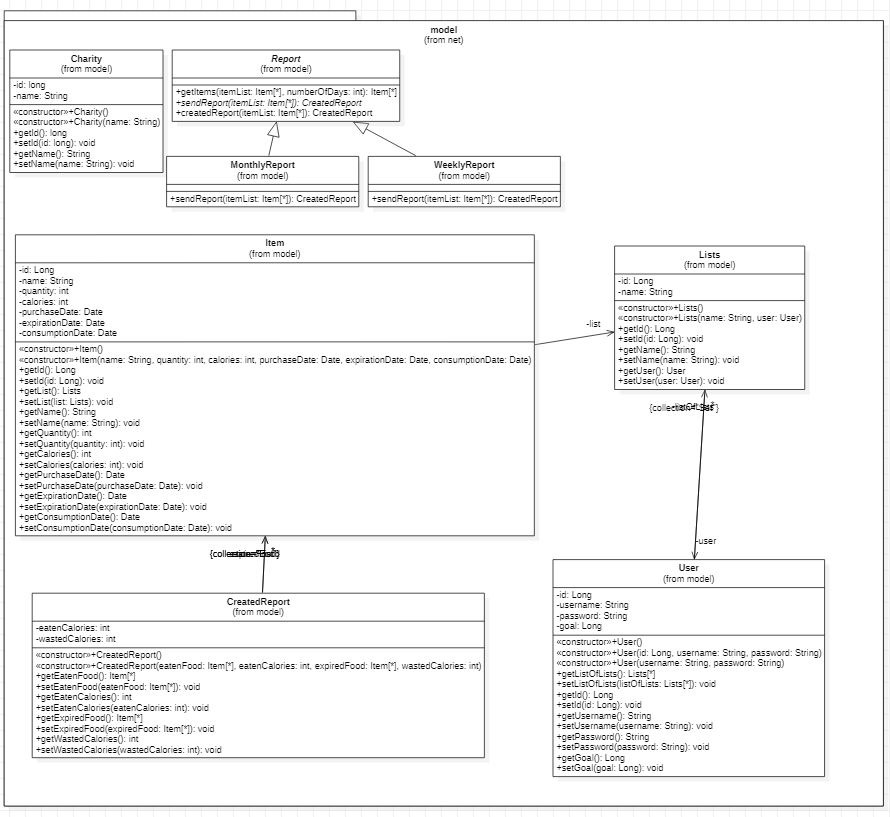 model
(from net)
Charity
(from model)
-id: long
-name: String
«constructor»+Charity()
«constructor»+Charity(name: String)
+getId(): long
+setId(id: long): void
+getName(): String
+setName(name: String): void
Report
(from model)
+getItems(itemList: Item[*], numberOfDays: int): Item[*]
+sendReport(itemList: Item[*]): CreatedReport
+createdReport(itemList: Item[*]): CreatedReport
MonthlyReport
(from model)
+sendReport(itemList: Item[*]): CreatedReport
WeeklyReport
(from model)
+sendReport(itemList: Item[*]): CreatedReport
Item
(from model)
-id: Long
-name: String
-quantity: int
-calories: int
-purchaseDate: Date
-expirationDate: Date
-consumptionDate: Date
«constructor»+Item()
«constructor»+Item(name: String, quantity: int, calories: int, purchaseDate: Date, expirationDate: Date, consumptionDate: Date)
+getId(): Long
+setId(id: Long): void
+getList(): Lists
+setList(list: Lists): void
+getName(): String
+setName(name: String): void
+getQuantity(): int
+setQuantity(quantity: int): void
+getCalories(): int
+setCalories(calories: int): void
+getPurchaseDate(): Date
+setPurchaseDate(purchaseDate: Date): void
+getExpirationDate(): Date
+setExpirationDate(expirationDate: Date): void
+getConsumptionDate(): Date
+setConsumptionDate(consumptionDate: Date): void
-list
Lists
(from model)
-id: Long
-name: String
«constructor»+Lists()
«constructor»+Lists(name: String, user: User)
+getId(): Long
+setId(id: Long): void
+getName(): String
+setName(name: String): void
+getUser(): User
+setUser(user: User): void
-user
CreatedReport
(from model)
-eatenCalories: int
-wastedCalories: int
«constructor»+CreatedReport()
«constructor»+CreatedReport(eatenFood: Item[*], eatenCalories: int, expiredFood: Item[*], wastedCalories: int)
+getEatenFood(): Item[*]
+setEatenFood(eatenFood: Item[*]): void
+getEatenCalories(): int
+setEatenCalories(eatenCalories: int): void
+getExpiredFood(): Item[*]
+setExpiredFood(expiredFood: Item[*]): void
+getWastedCalories(): int
+setWastedCalories(wastedCalories: int): void
User
(from model)
-id: Long
-username: String
-password: String
-goal: Long
«constructor»+User()
«constructor»+User(id: Long, username: String, password: String)
«constructor»+User(username: String, password: String)
+getListOfLists(): Lists[*]
+setListOfLists(listOfLists: Lists[*]): void
+getId(): Long
+setId(id: Long): void
+getUsername(): String
+setUsername(username: String): void
+getPassword(): String
+setPassword(password: String): void
+getGoal(): Long
+setGoal(goal: Long): void